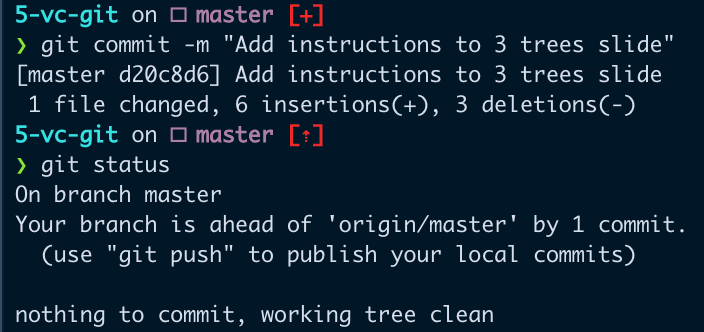 5-vc-git on □ master [+]
❯ git commit -m "Add instructions to 3 trees slide"
[master d20c8d6] Add instructions to 3 trees slide
 1 file changed, 6 insertions(+), 3 deletions(-)
5-vc-git on □ master [⇡]
❯ git status
On branch master
Your branch is ahead of 'origin/master' by 1 commit.
  (use "git push" to publish your local commits)

nothing to commit, working tree clean